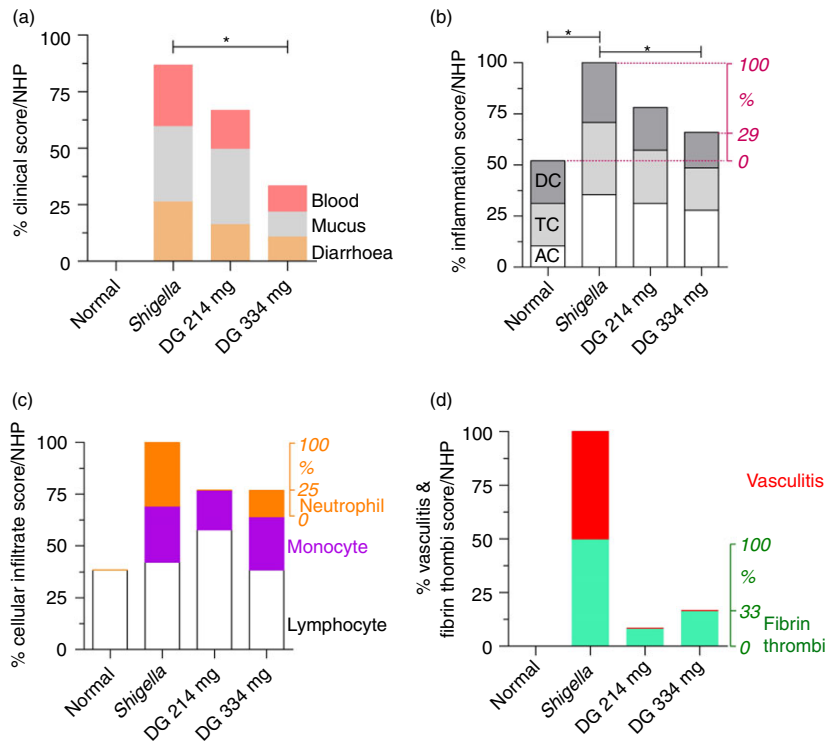 (a)
% clinical score/NHP
100
75
50
25
0
*
Blood
Mucus
Diarrhoea
Normal
Shigella
DG 214 mg
DG 334 mg
(b)
% inflammation score/NHP
100
75
50
25
0
*
*
DC
TC
AC
100
%
29
0
Normal
Shigella
DG 214 mg
DG 334 mg
(c)
% cellular infiltrate score/NHP
100
75
50
25
0
100
%
25
Neutrophil
0
Monocyte
Lymphocyte
Normal
Shigella
DG 214 mg
DG 334 mg
(d)
% vasculitis &
fibrin thombi score/NHP
100
75
50
25
0
Vasculitis
100
%
33
0
Fibrin
thrombi
Normal
Shigella
DG 214 mg
DG 334 mg